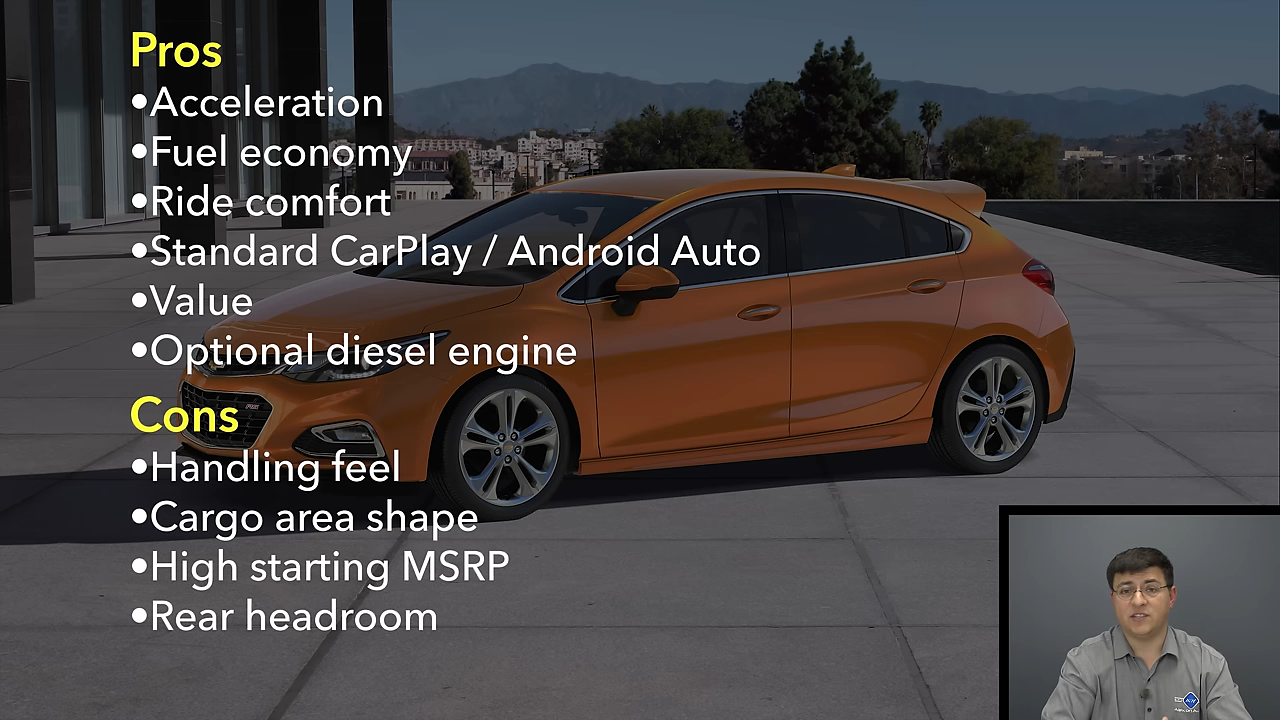 Pros
•Acceleration
•Fuel economy
•Ride comfort
•Standard CarPlay / Android Auto
•Value
•Optional diesel engine
Cons
•Handling feel
•Cargo area shape
•High starting MSRP
•Rear headroom